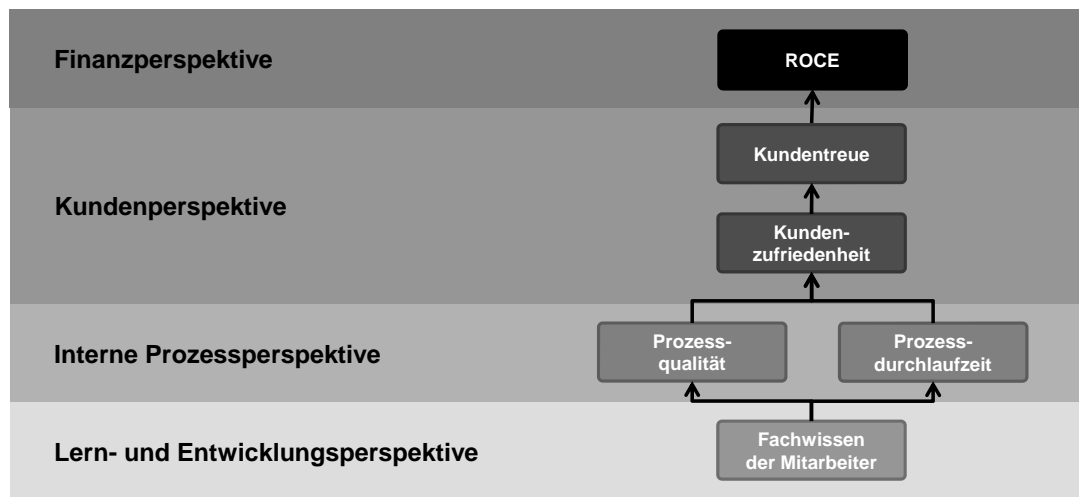 Finanzperspektive
ROCE
Kundentreue
Kundenperspektive
Kunden-
zufriedenheit
Interne Prozessperspektive
Prozess-
qualität
Prozess-
durchlaufzeit
Lern- und Entwicklungsperspektive
Fachwissen
der Mitarbeiter